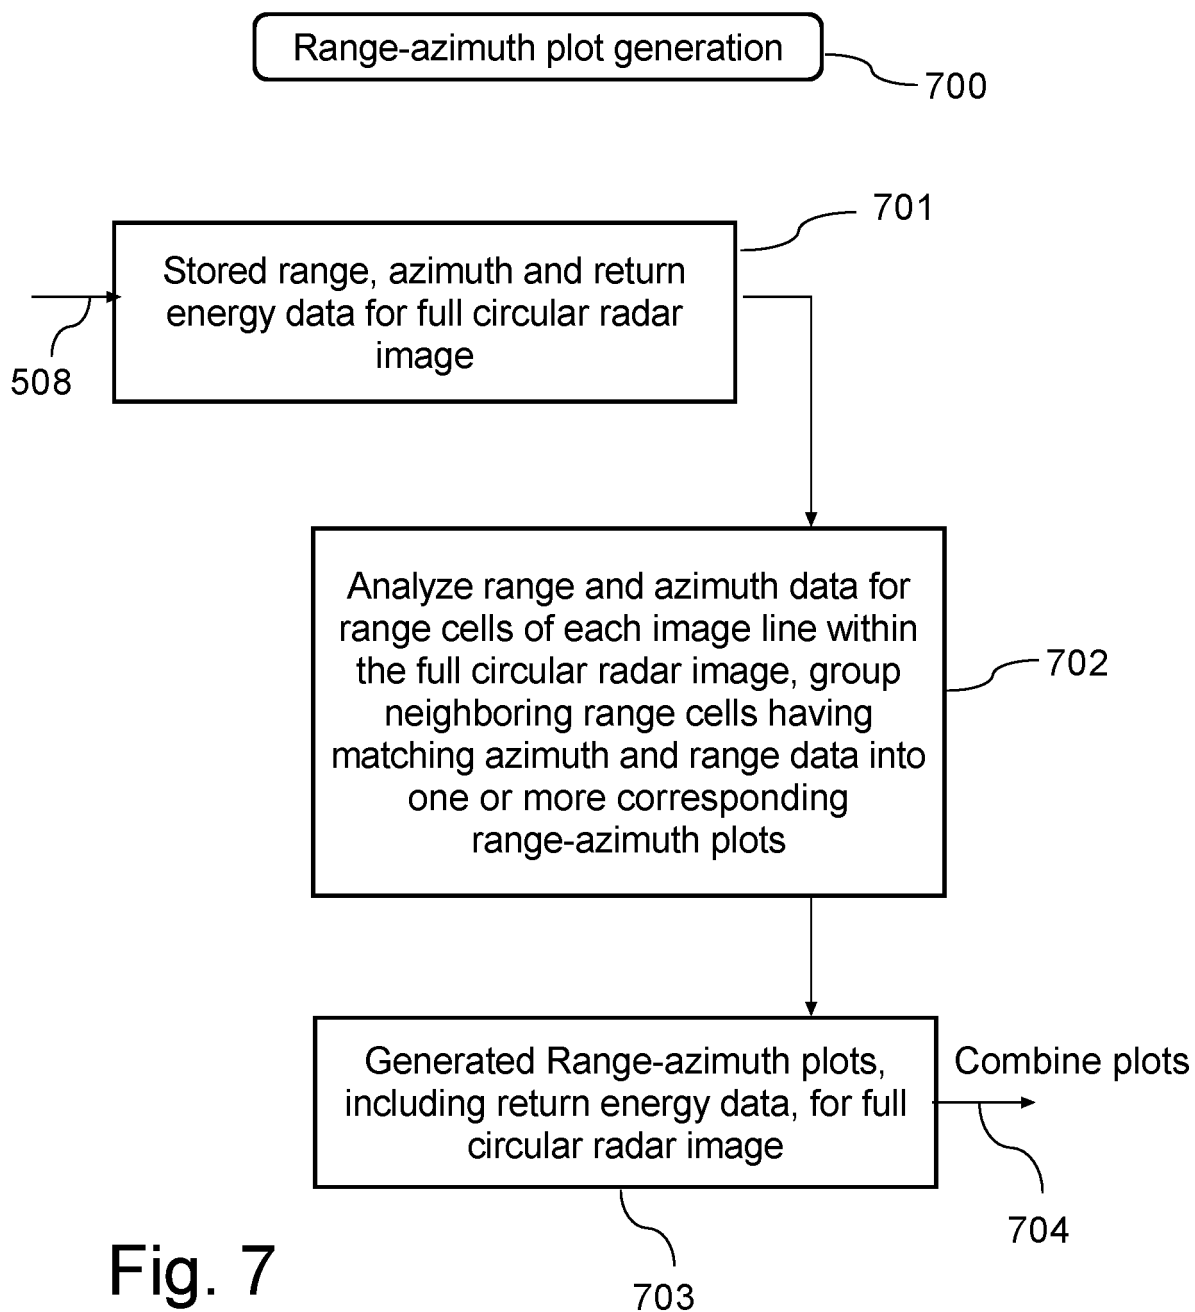 Range-azimuth plot generation
700
701
Stored range, azimuth and return
energy data for full circular radar
image
508
Analyze range and azimuth data for
range cells of each image line within
the full circular radar image, group
neighboring range cells having
matching azimuth and range data into
one or more corresponding
range-azimuth plots
702
Generated Range-azimuth plots,
including return energy data, for full
circular radar image
Combine plots
704
703
Fig. 7